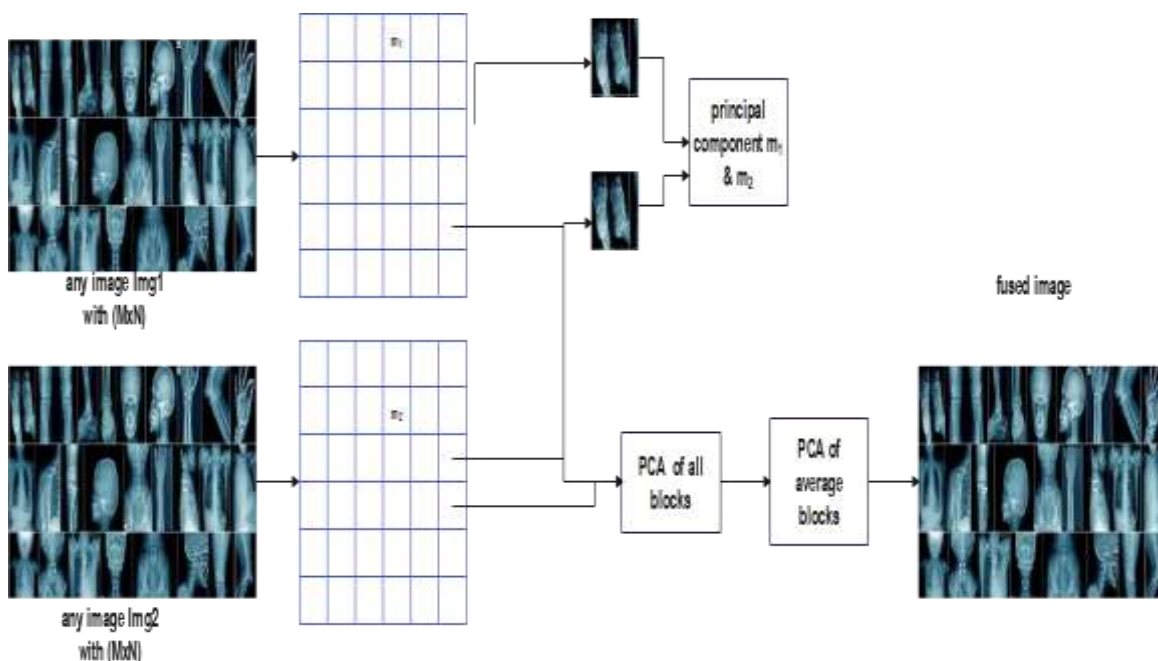 m₁
principal
component m₁
& m₂
any image Img1
with (MxN)
fused image
m₂
PCA of all
blocks
PCA of
average
blocks
any image Img2
with (MxN)